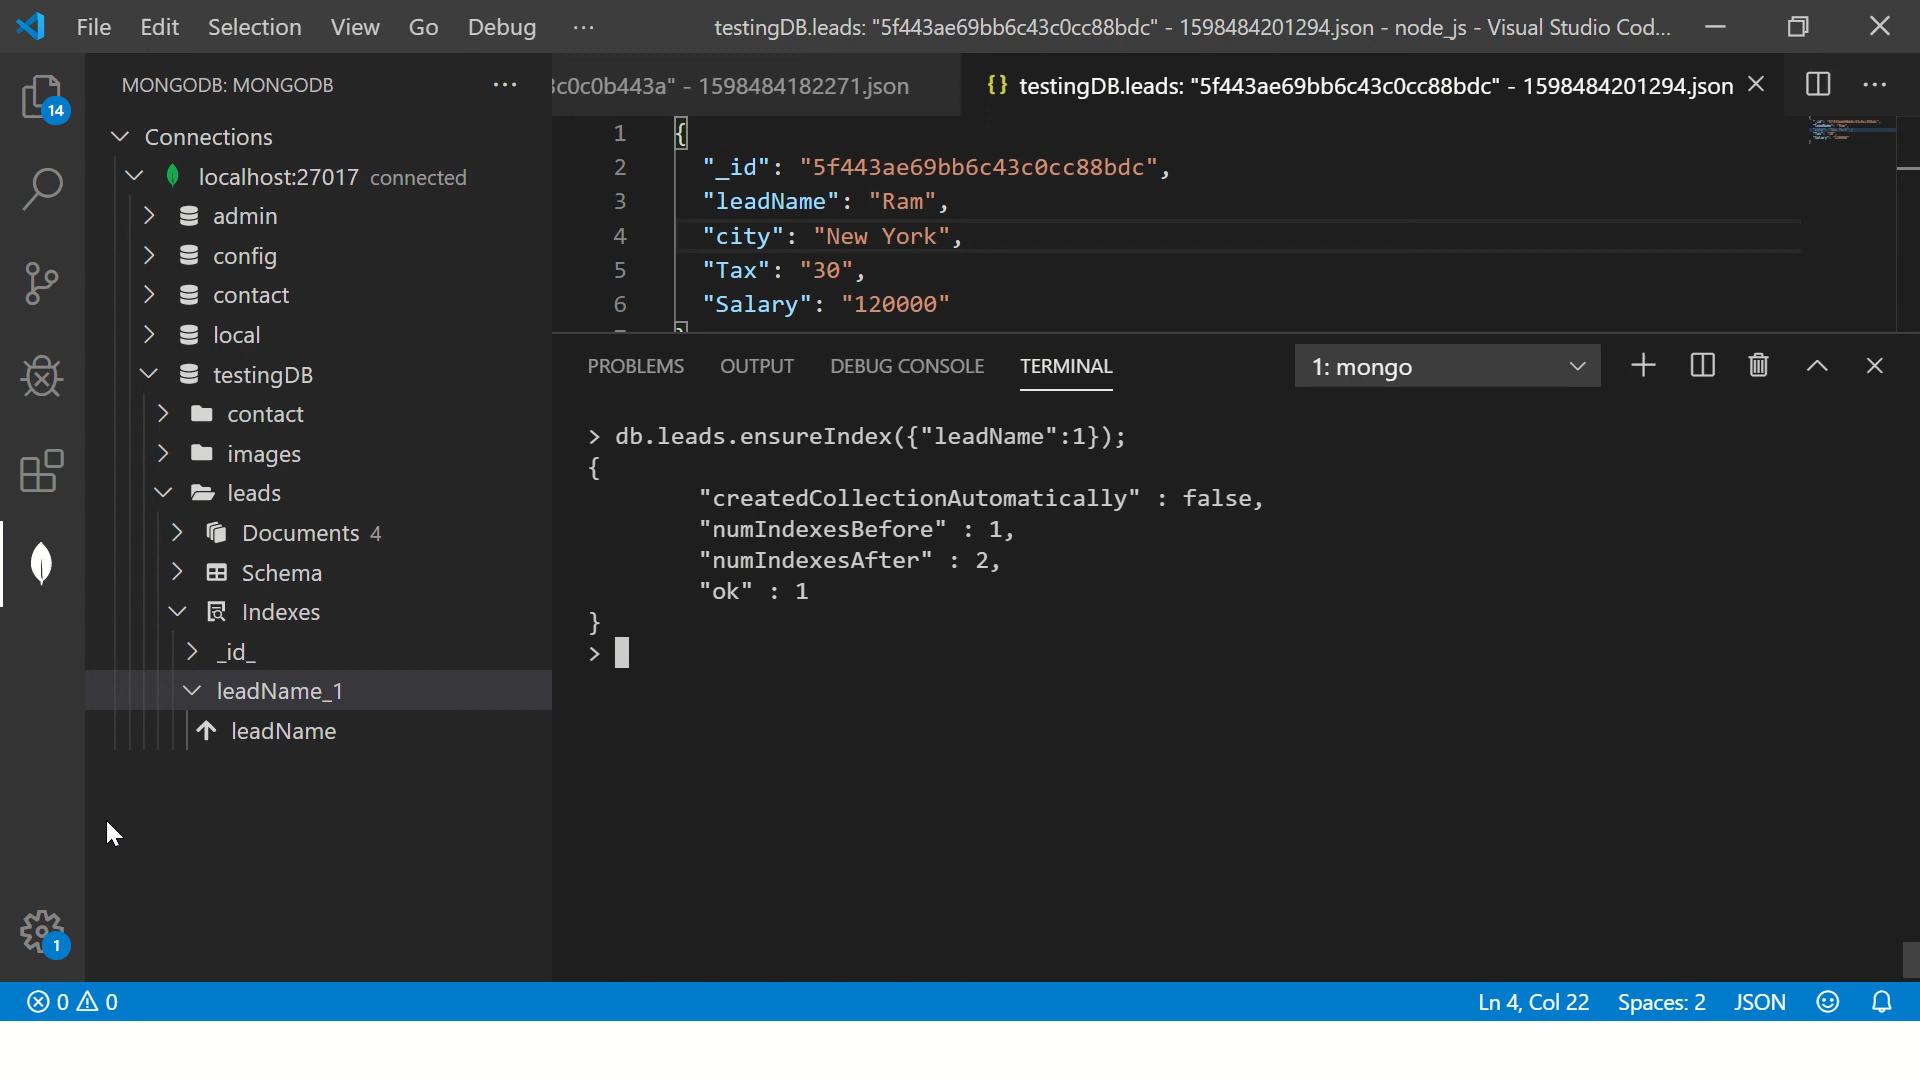 File Edit Selection View Go Debug ··· testingDB.leads: "5f443ae69bb6c43c0cc88bdc" - 1598484201294.json - node_js - Visual Studio Cod...
14
1
MONGODB: MONGODB
Connections
localhost:27017 connected
admin
config
contact
local
testingDB
contact
images
leads
Documents 4
Schema
Indexes
_id_
leadName_1
leadName
3c0c0b443a" - 1598484182271.json
{} testingDB.leads: "5f443ae69bb6c43c0cc88bdc" - 1598484201294.json
1 {
2 "_id": "5f443ae69bb6c43c0cc88bdc",
3 "leadName": "Ram",
4 "city": "New York",
5 "Tax": "30",
6 "Salary": "120000"
PROBLEMS OUTPUT DEBUG CONSOLE TERMINAL 1: mongo
> db.leads.ensureIndex({"leadName":1});
{
"createdCollectionAutomatically" : false,
"numIndexesBefore" : 1,
"numIndexesAfter" : 2,
"ok" : 1
}
>
0 0 Ln 4, Col 22 Spaces: 2 JSON